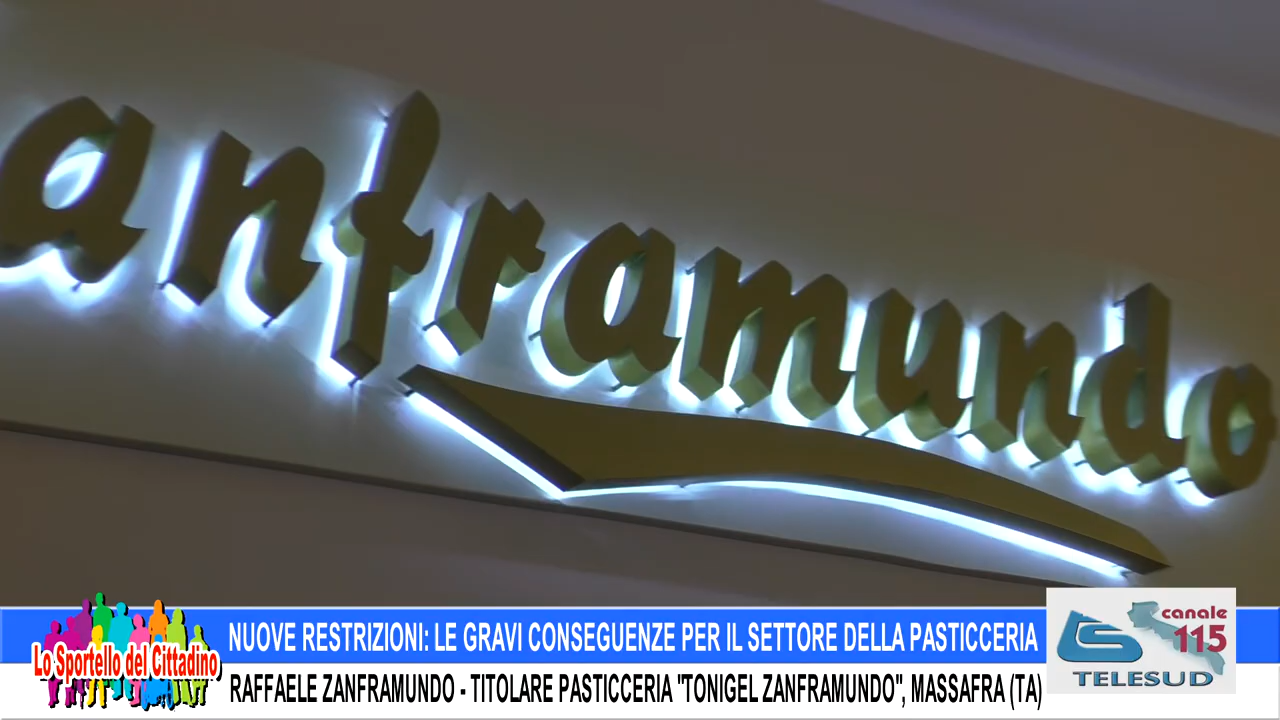 anframundo
NUOVE RESTRIZIONI: LE GRAVI CONSEGUENZE PER IL SETTORE DELLA PASTICCERIA
Lo Sportello del Cittadino
RAFFAELE ZANFRAMUNDO - TITOLARE PASTICCERIA "TONIGEL ZANFRAMUNDO", MASSAFRA (TA)
canale
115
TELESUD